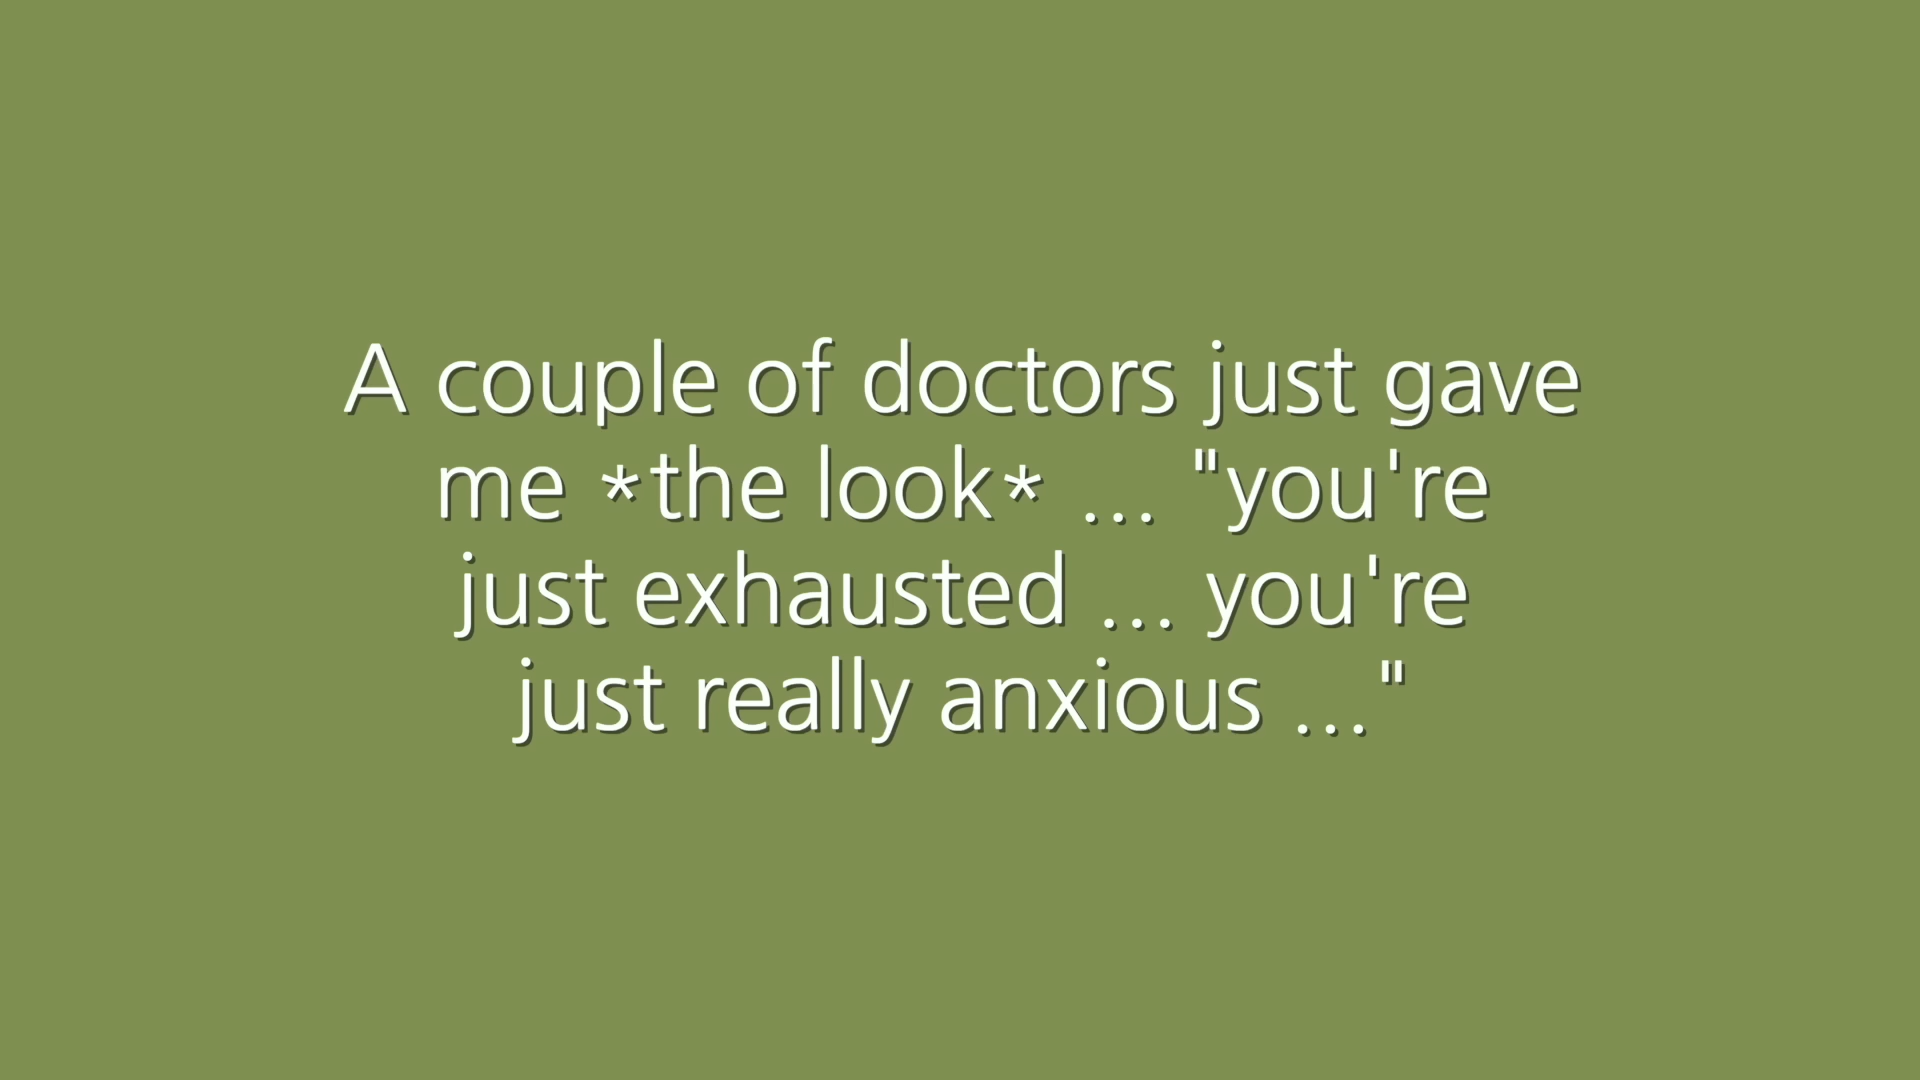 A couple of doctors just gave
me *the look* ... "you're
just exhausted ... you're
just really anxious ..."